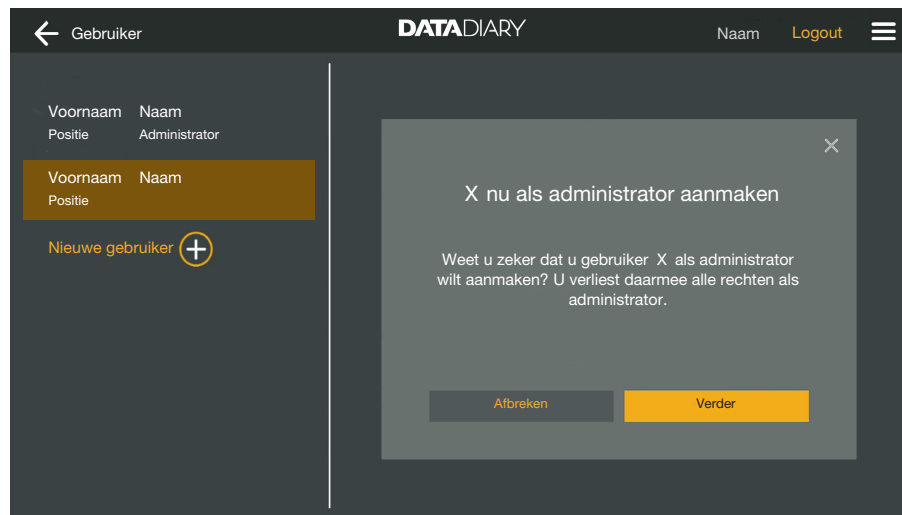 Gebruiker
DATADIARY
Naam
Logout
Voornaam Naam
Positie Administrator
Voornaam Naam
Positie
Nieuwe gebruiker
X nu als administrator aanmaken
Weet u zeker dat u gebruiker X als administrator
wilt aanmaken? U verliest daarmee alle rechten als
administrator.
Afbreken
Verder